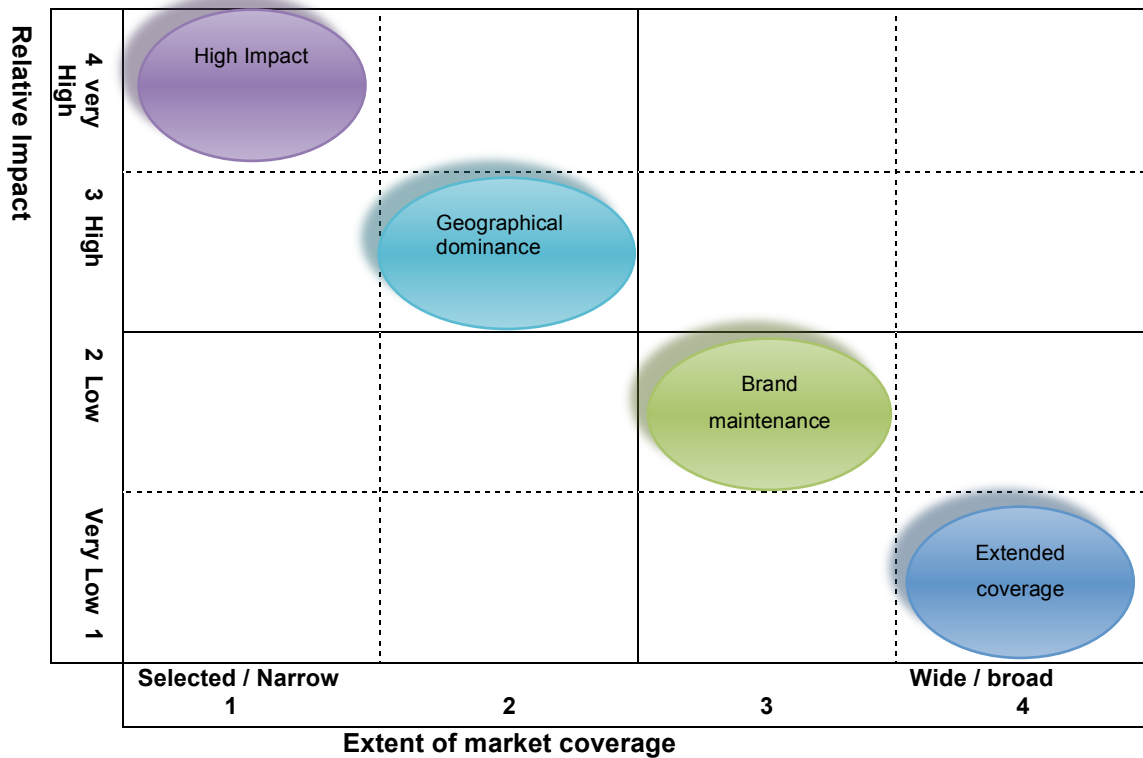 Relative Impact
4 very
High
High Impact
3 High
Geographical
dominance
2 Low
Brand
maintenance
Very Low 1
Extended
coverage
Selected / Narrow
Wide / broad
1
2
3
4
Extent of market coverage